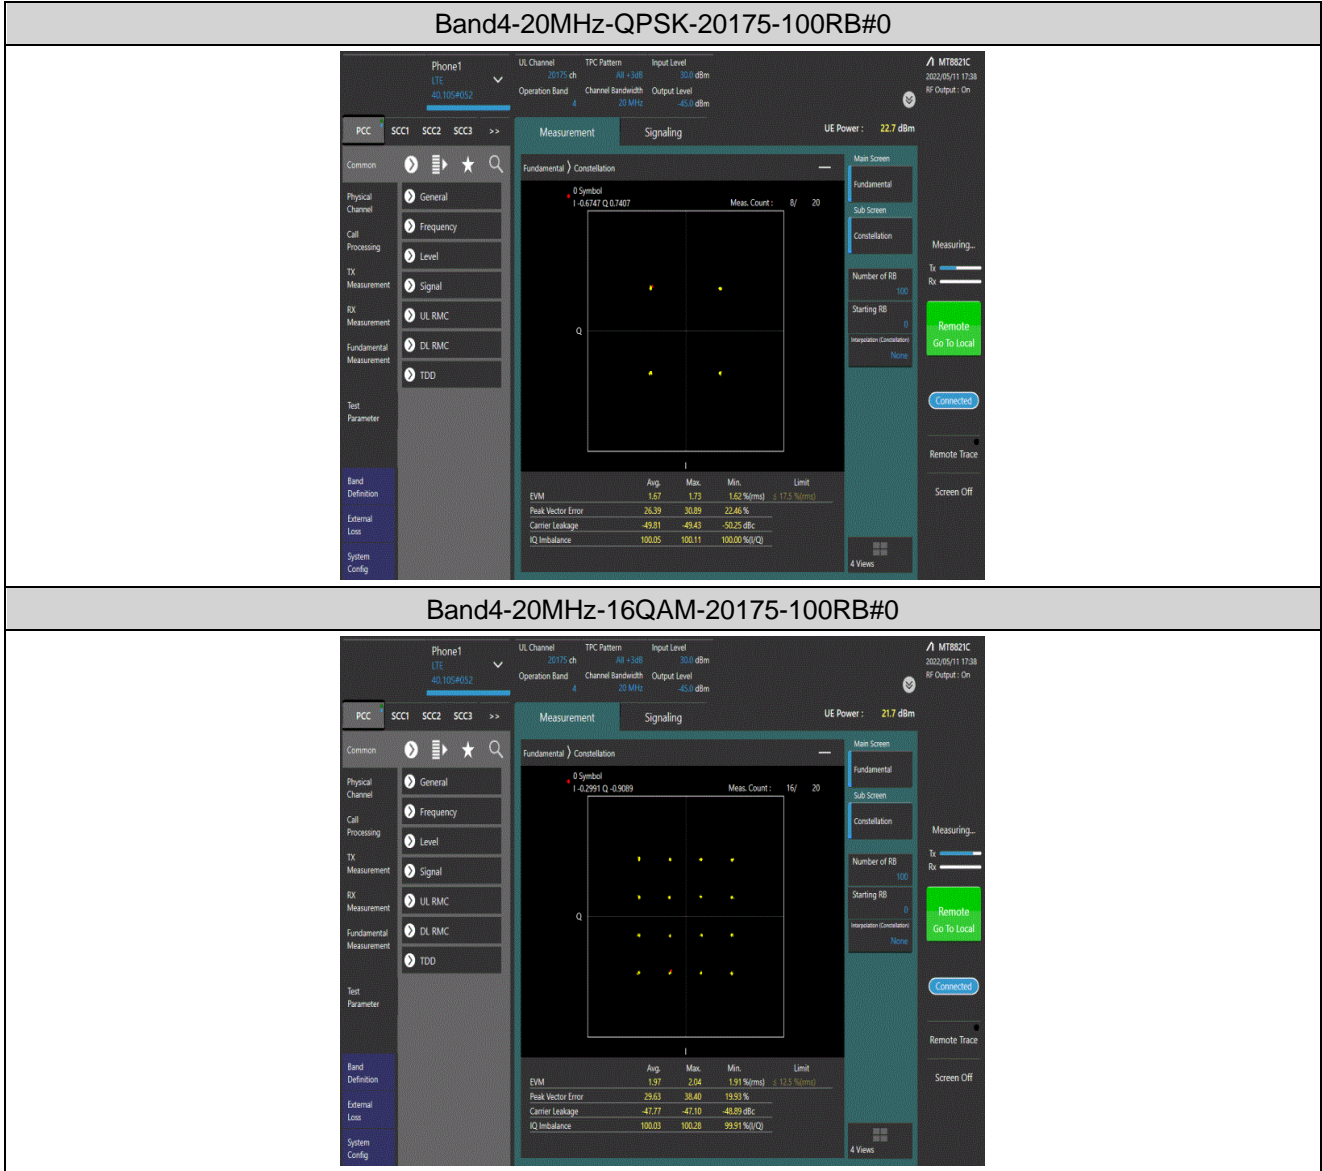 Band4-20MHz-QPSK-20175-100RB#0
Phone1
LTE
40.10S#052
UL Channel TPC Pattern Input Level
20175 ch All +3dB 30.0 dBm
Operation Band Channel Bandwidth Output Level
4 20 MHz -45.0 dBm
MT8821C
2022/05/11 17:38
RF Output : On
PCC SCC1 SCC2 SCC3 >>
Measurement Signaling
UE Power : 22.7 dBm
Common
Physical
Channel
Call
Processing
TX
Measurement
RX
Measurement
Fundamental
Measurement
Test
Parameter
Band
Definition
External
Loss
System
Config
General
Frequency
Level
Signal
UL RMC
DL RMC
TDD
Fundamental 〉 Constellation
0 Symbol
I -0.6747 Q 0.7407 Meas. Count : 8/ 20
Q
I
Avg. Max. Min. Limit
EVM 1.67 1.73 1.62 %(rms) ≤ 17.5 %(rms)
Peak Vector Error 26.39 30.89 22.46 %
Carrier Leakage -49.81 -49.43 -50.25 dBc
IQ Imbalance 100.05 100.11 100.00 %(I/Q)
Main Screen
Fundamental
Sub Screen
Constellation
Number of RB
100
Starting RB
0
Interpolation (Constellation)
None
4 Views
Measuring...
Tx
Rx
Remote
Go To Local
Connected
Remote Trace
Screen Off
Band4-20MHz-16QAM-20175-100RB#0
Phone1
LTE
40.10S#052
UL Channel TPC Pattern Input Level
20175 ch All +3dB 30.0 dBm
Operation Band Channel Bandwidth Output Level
4 20 MHz -45.0 dBm
MT8821C
2022/05/11 17:38
RF Output : On
PCC SCC1 SCC2 SCC3 >>
Measurement Signaling
UE Power : 21.7 dBm
Common
Physical
Channel
Call
Processing
TX
Measurement
RX
Measurement
Fundamental
Measurement
Test
Parameter
Band
Definition
External
Loss
System
Config
General
Frequency
Level
Signal
UL RMC
DL RMC
TDD
Fundamental 〉 Constellation
0 Symbol
I -0.2991 Q -0.9089 Meas. Count : 16/ 20
Q
I
Avg. Max. Min. Limit
EVM 1.97 2.04 1.91 %(rms) ≤ 12.5 %(rms)
Peak Vector Error 29.63 38.40 19.93 %
Carrier Leakage -47.77 -47.10 -48.89 dBc
IQ Imbalance 100.03 100.28 99.91 %(I/Q)
Main Screen
Fundamental
Sub Screen
Constellation
Number of RB
100
Starting RB
0
Interpolation (Constellation)
None
4 Views
Measuring...
Tx
Rx
Remote
Go To Local
Connected
Remote Trace
Screen Off